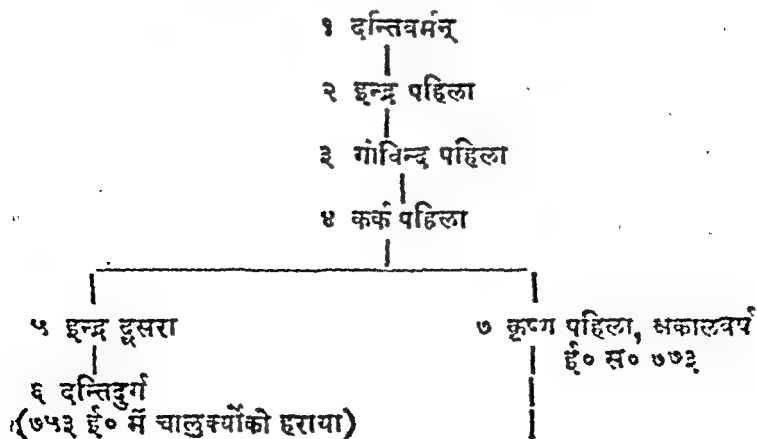 १ दन्तिवर्मन्
२ इन्द्र पहिला
३ गोविन्द पहिला
४ कर्क पहिला
५ इन्द्र दूसरा
७ कृष्ण पहिला, अकालवर्ष
ई० स० ७७३
६ दन्तिदुर्ग
(७५३ ई० में चालुक्योंको हराया)